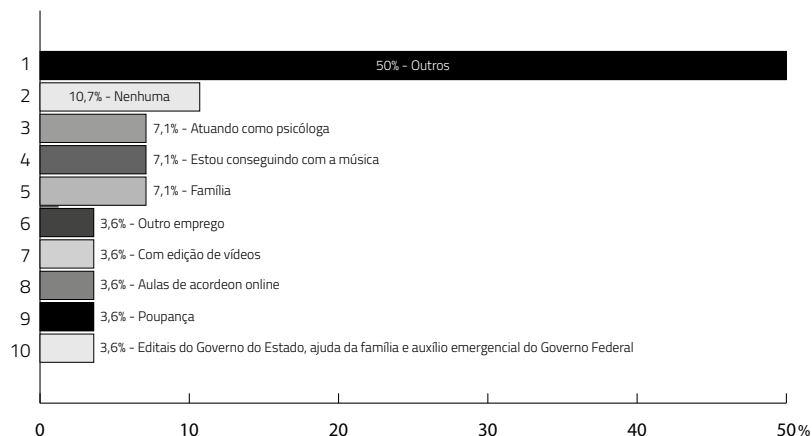 1 50% - Outros
2 10,7% - Nenhuma
3 7,1% - Atuando como psicóloga
4 7,1% - Estou conseguindo com a música
5 7,1% - Família
6 3,6% - Outro emprego
7 3,6% - Com edição de vídeos
8 3,6% - Aulas de acordeon online
9 3,6% - Poupança
10 3,6% - Editais do Governo do Estado, ajuda da família e auxílio emergencial do Governo Federal
0 10 20 30 40 50%